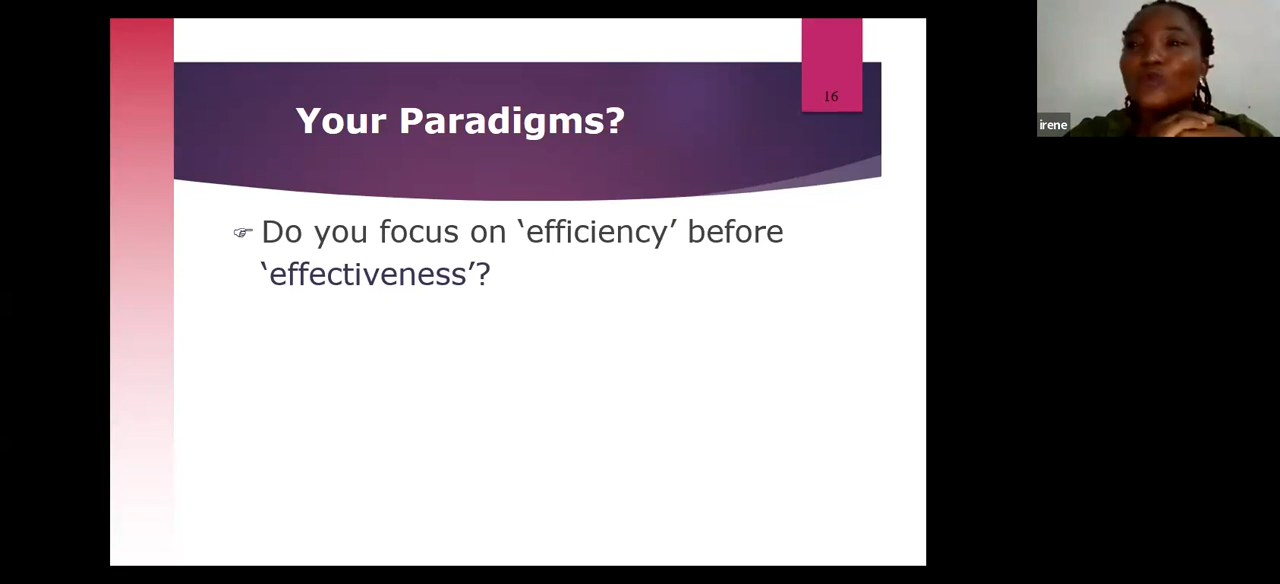 16
Your Paradigms?
☞ Do you focus on ‘efficiency’ before
‘effectiveness’?
irene